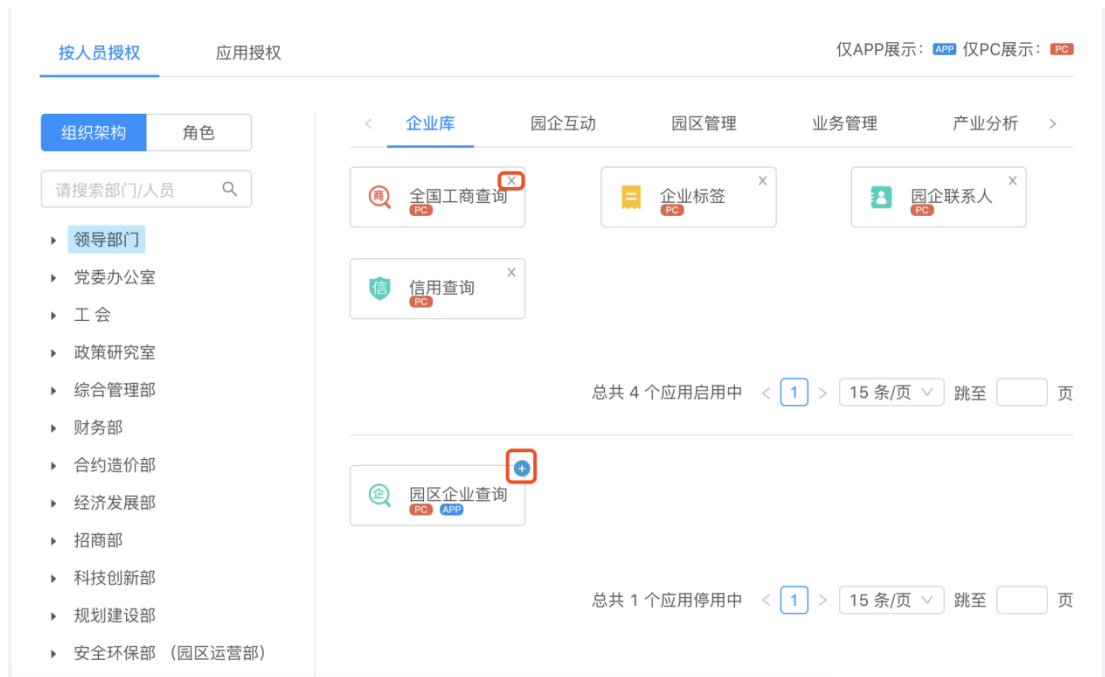 按人员授权 应用授权 仅APP展示: APP 仅PC展示: PC
组织架构 角色
请搜索部门/人员
领导部门
党委办公室
工 会
政策研究室
综合管理部
财务部
合约造价部
经济发展部
招商部
科技创新部
规划建设部
安全环保部 （园区运营部）
< 企业库 园企互动 园区管理 业务管理 产业分析 >
商 全国工商查询 X
PC
企业标签 X
PC
园企联系人 X
PC
信 信用查询 X
PC
总共 4 个应用启用中 < 1 > 15 条/页 跳至 页
企 园区企业查询 +
PC APP
总共 1 个应用停用中 < 1 > 15 条/页 跳至 页